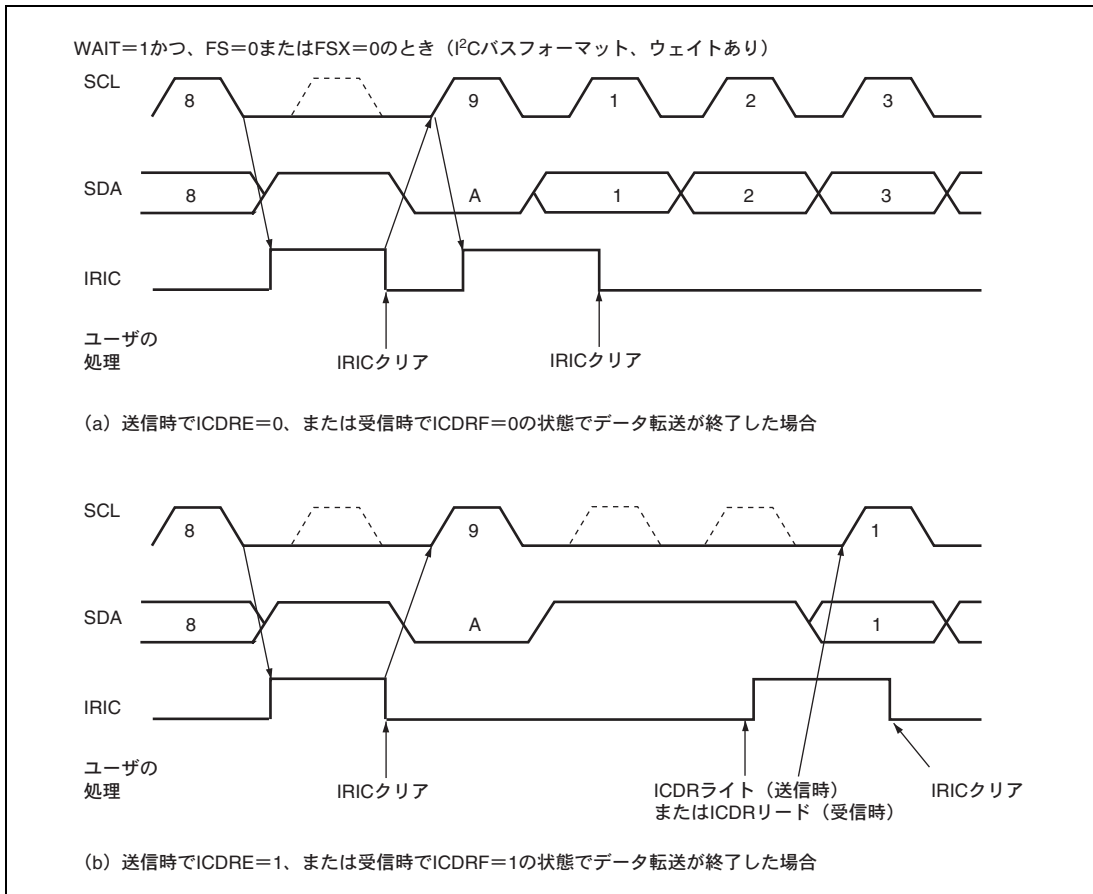 WAIT=1かつ、FS=0またはFSX=0のとき（I²Cバスフォーマット、ウェイトあり）
SCL
8
9
1
2
3
SDA
8
A
1
2
3
IRIC
ユーザの
処理
IRICクリア
IRICクリア
（a）送信時でICDRE=0、または受信時でICDRF=0の状態でデータ転送が終了した場合
SCL
8
9
1
SDA
8
A
1
IRIC
ユーザの
処理
IRICクリア
ICDRライト（送信時）
またはICDRリード（受信時）
IRICクリア
（b）送信時でICDRE=1、または受信時でICDRF=1の状態でデータ転送が終了した場合